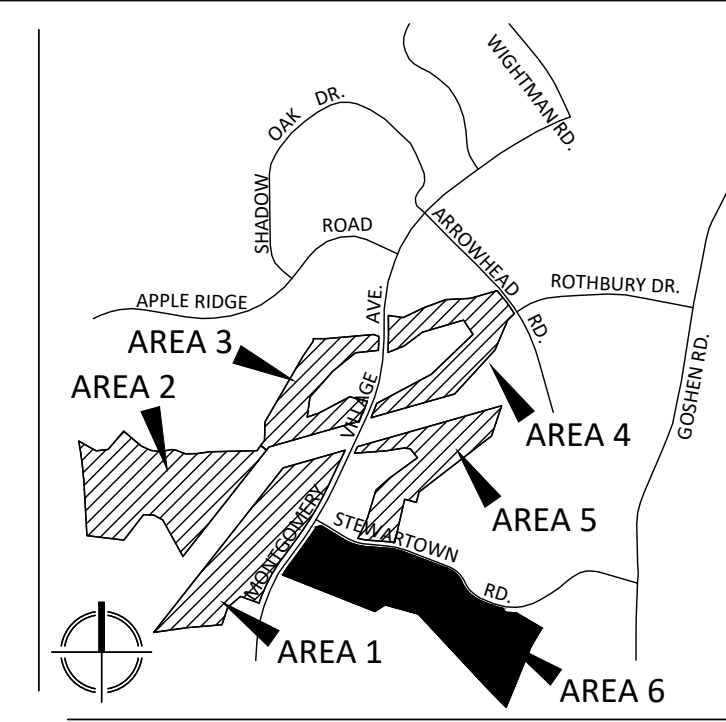 WIGHTMAN RD.
OAK DR.
SHADOW
ROAD
ARROWHEAD
RD.
ROTHBURY DR.
APPLE RIDGE
AVE.
AREA 3
GOSHEN RD.
AREA 2
VILLAGE
AREA 4
MONTGOMERY
AREA 5
STEWARTOWN
RD.
AREA 1
AREA 6